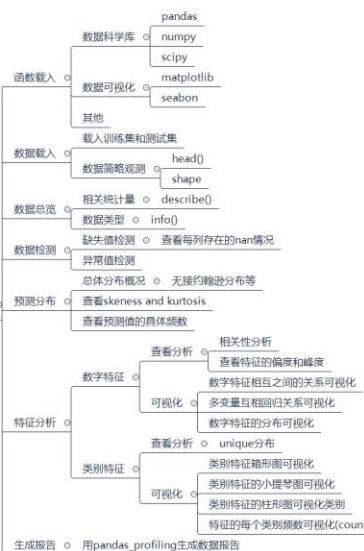 函数载入
数据科学库
pandas
numpy
scipy
数据可视化
matplotlib
seabon
其他
数据载入
载入训练集和测试集
数据简略观测
head()
shape
数据总览
相关统计量
describe()
数据类型
info()
数据检测
缺失值检测
查看每列存在的nan情况
异常值检测
预测分布
总体分布概况
无接约翰逊分布等
查看skeness and kurtosis
查看预测值的具体频数
特征分析
数字特征
查看分析
相关性分析
查看特征的偏度和峰度
可视化
数字特征相互之间的关系可视化
多变量互相回归关系可视化
数字特征的分布可视化
类别特征
查看分析
unique分布
可视化
类别特征箱形图可视化
类别特征的小提琴图可视化
类别特征的柱形图可视化类别
特征的每个类别频数可视化(coun
生成报告
用pandas_profiling生成数据报告